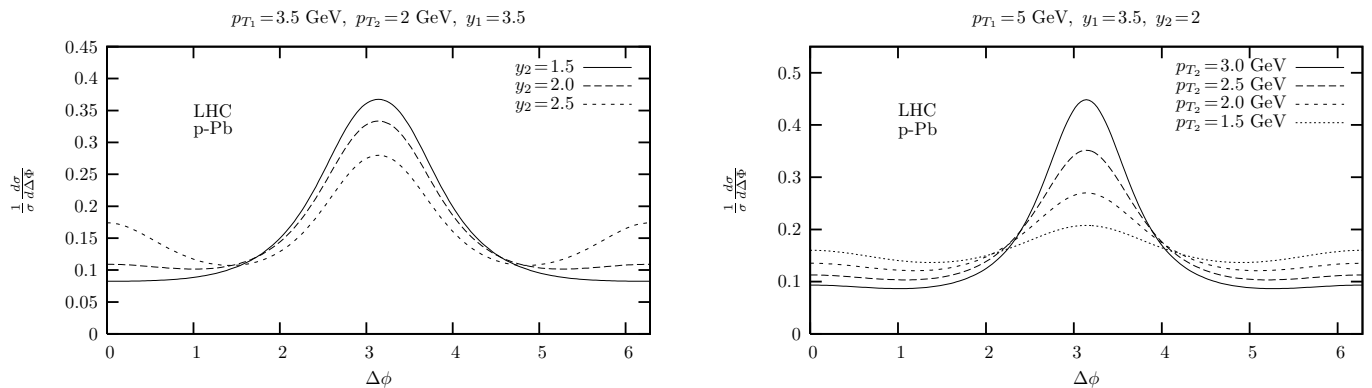 p_{T_1} = 3.5 GeV, p_{T_2} = 2 GeV, y_1 = 3.5
0.45
0.4
0.35
0.3
0.25
0.2
0.15
0.1
0.05
0
y_2 = 1.5
y_2 = 2.0
y_2 = 2.5
LHC
p-Pb
\frac{1}{σ} \frac{dσ}{dΔΦ}
0 1 2 3 4 5 6
Δϕ
p_{T_1} = 5 GeV, y_1 = 3.5, y_2 = 2
0.5
0.4
0.3
0.2
0.1
0
p_{T_2} = 3.0 GeV
p_{T_2} = 2.5 GeV
p_{T_2} = 2.0 GeV
p_{T_2} = 1.5 GeV
LHC
p-Pb
\frac{1}{σ} \frac{dσ}{dΔΦ}
0 1 2 3 4 5 6
Δϕ